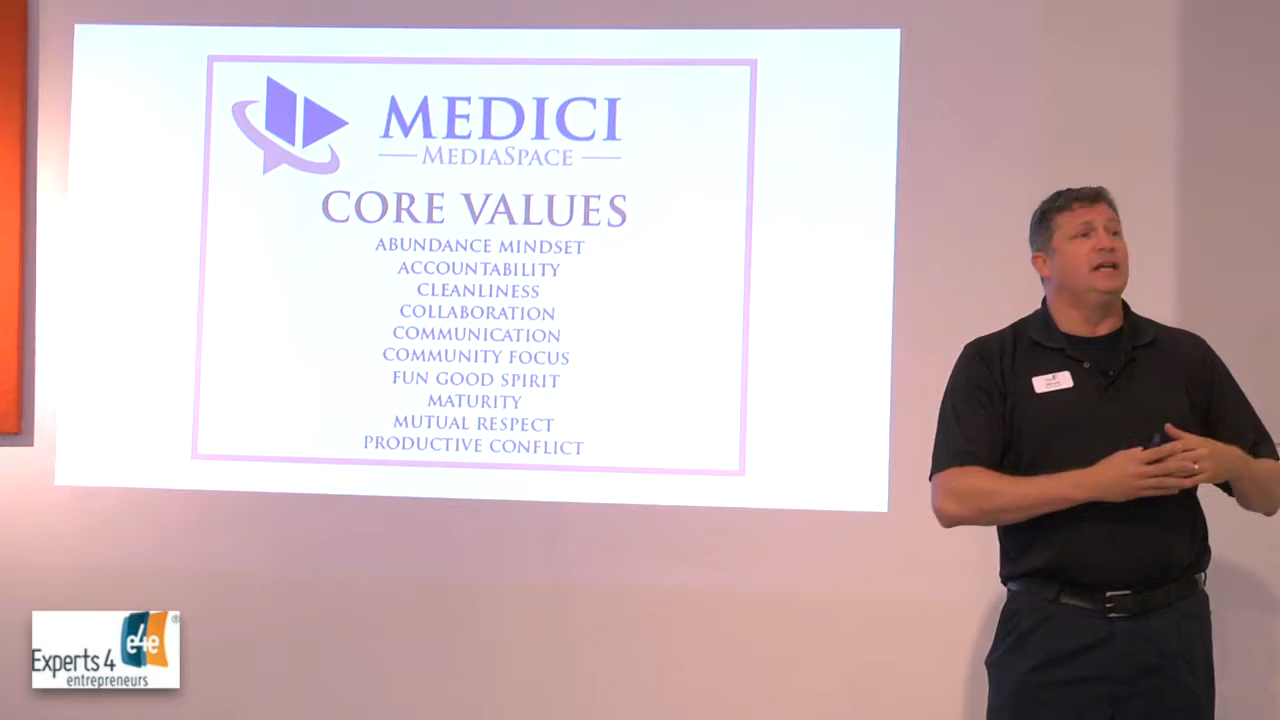 MEDICI
MEDIASPACE
CORE VALUES
ABUNDANCE MINDSET
ACCOUNTABILITY
CLEANLINESS
COLLABORATION
COMMUNICATION
COMMUNITY FOCUS
FUN GOOD SPIRIT
MATURITY
MUTUAL RESPECT
PRODUCTIVE CONFLICT
e4e®
Experts 4
entrepreneurs